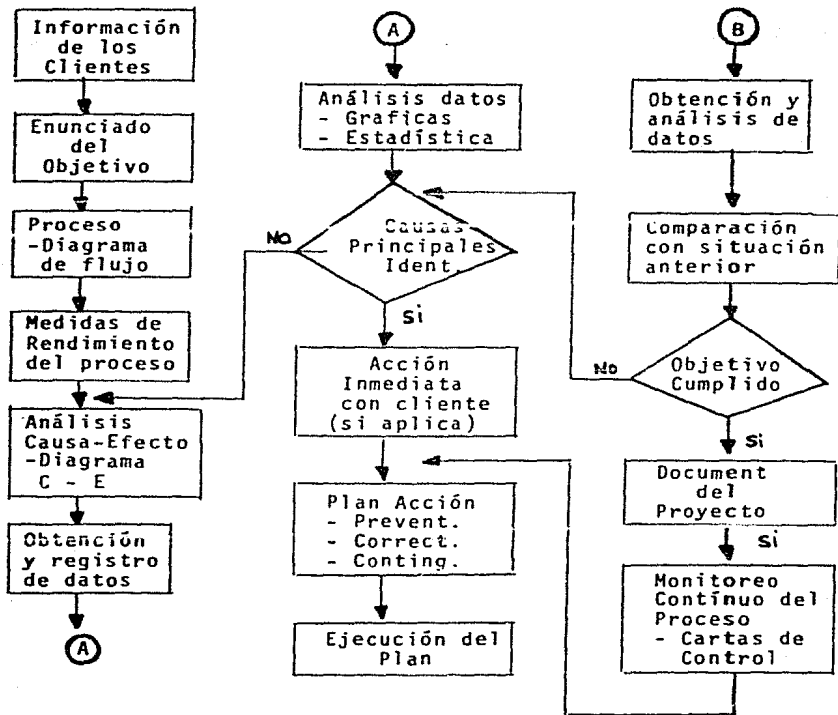 Información
de los
Clientes
Enunciado
del
Objetivo
Proceso
-Diagrama
de flujo
Medidas de
Rendimiento
del proceso
Análisis
Causa-Efecto
-Diagrama
C - E
Obtención
y registro
de datos
A
A
Análisis datos
- Graficas
- Estadística
Causas
Principales
Ident.
No
si
Acción
Inmediata
con cliente
(si aplica)
Plan Acción
- Prevent.
- Correct.
- Conting.
Ejecución del
Plan
B
Obtención y
análisis de
datos
Comparación
con situación
anterior
Objetivo
Cumplido
No
si
Document
del
Proyecto
si
Monitoreo
Contínuo del
Proceso
- Cartas de
Control